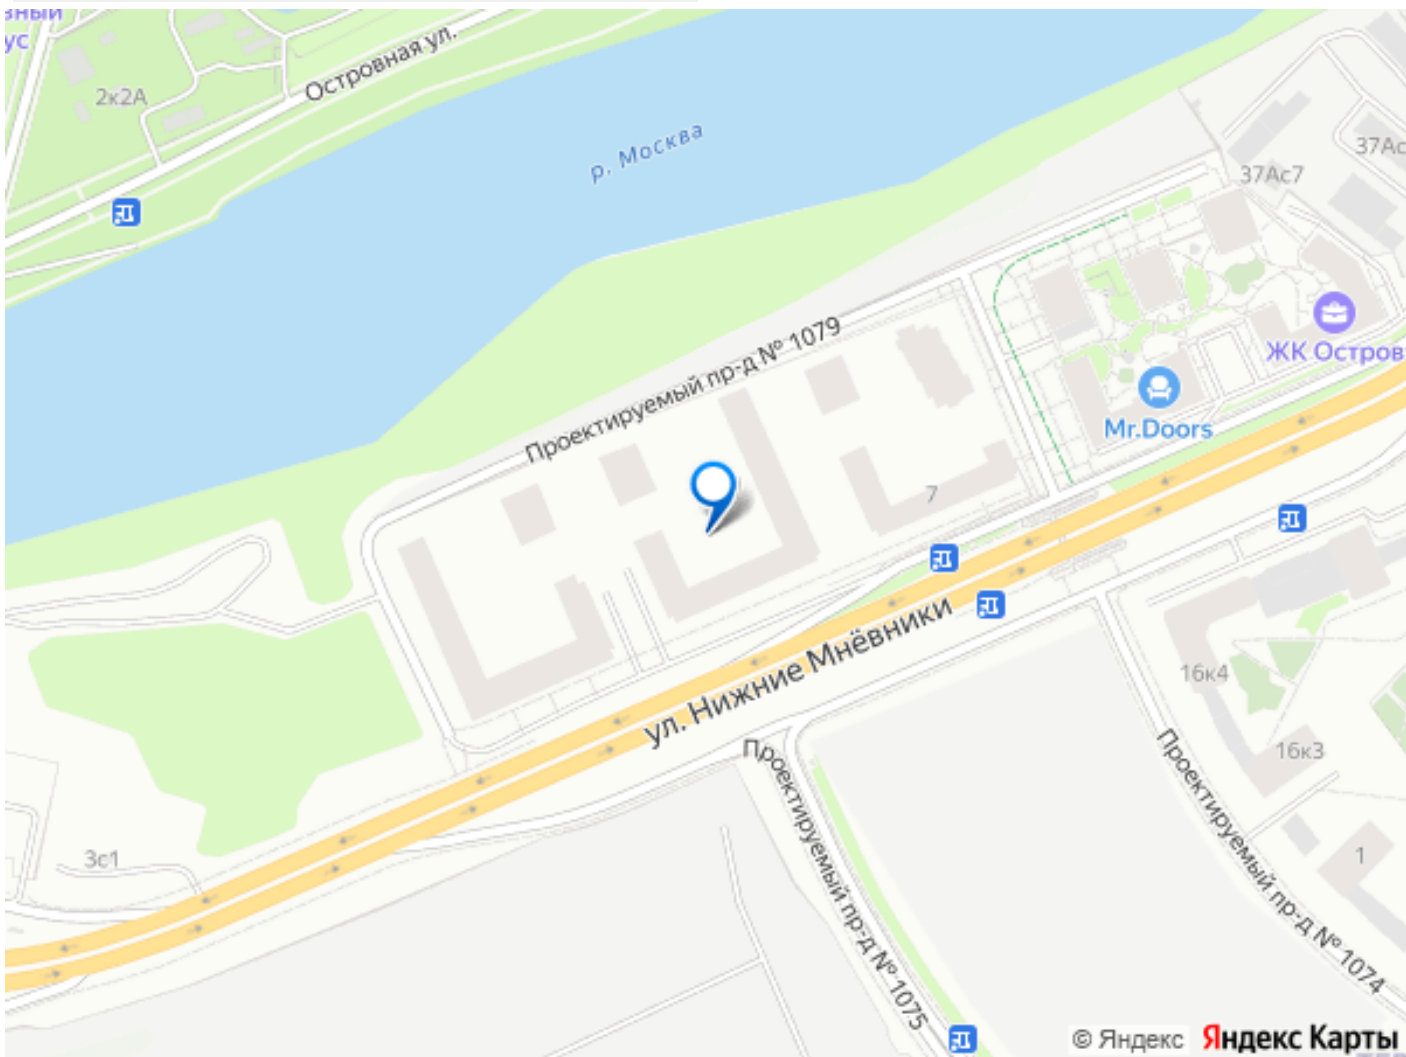 Островная ул.
2к2А
р. Москва
37Ас7
37Ас
Проектируемый пр-д № 1079
ЖК Остров
Mr.Doors
7
ул. Нижние Мнёвники
16к4
16к3
Проектируемый пр-д № 1075
Проектируемый пр-д № 1074
3с1
1
© Яндекс Яндекс Карты